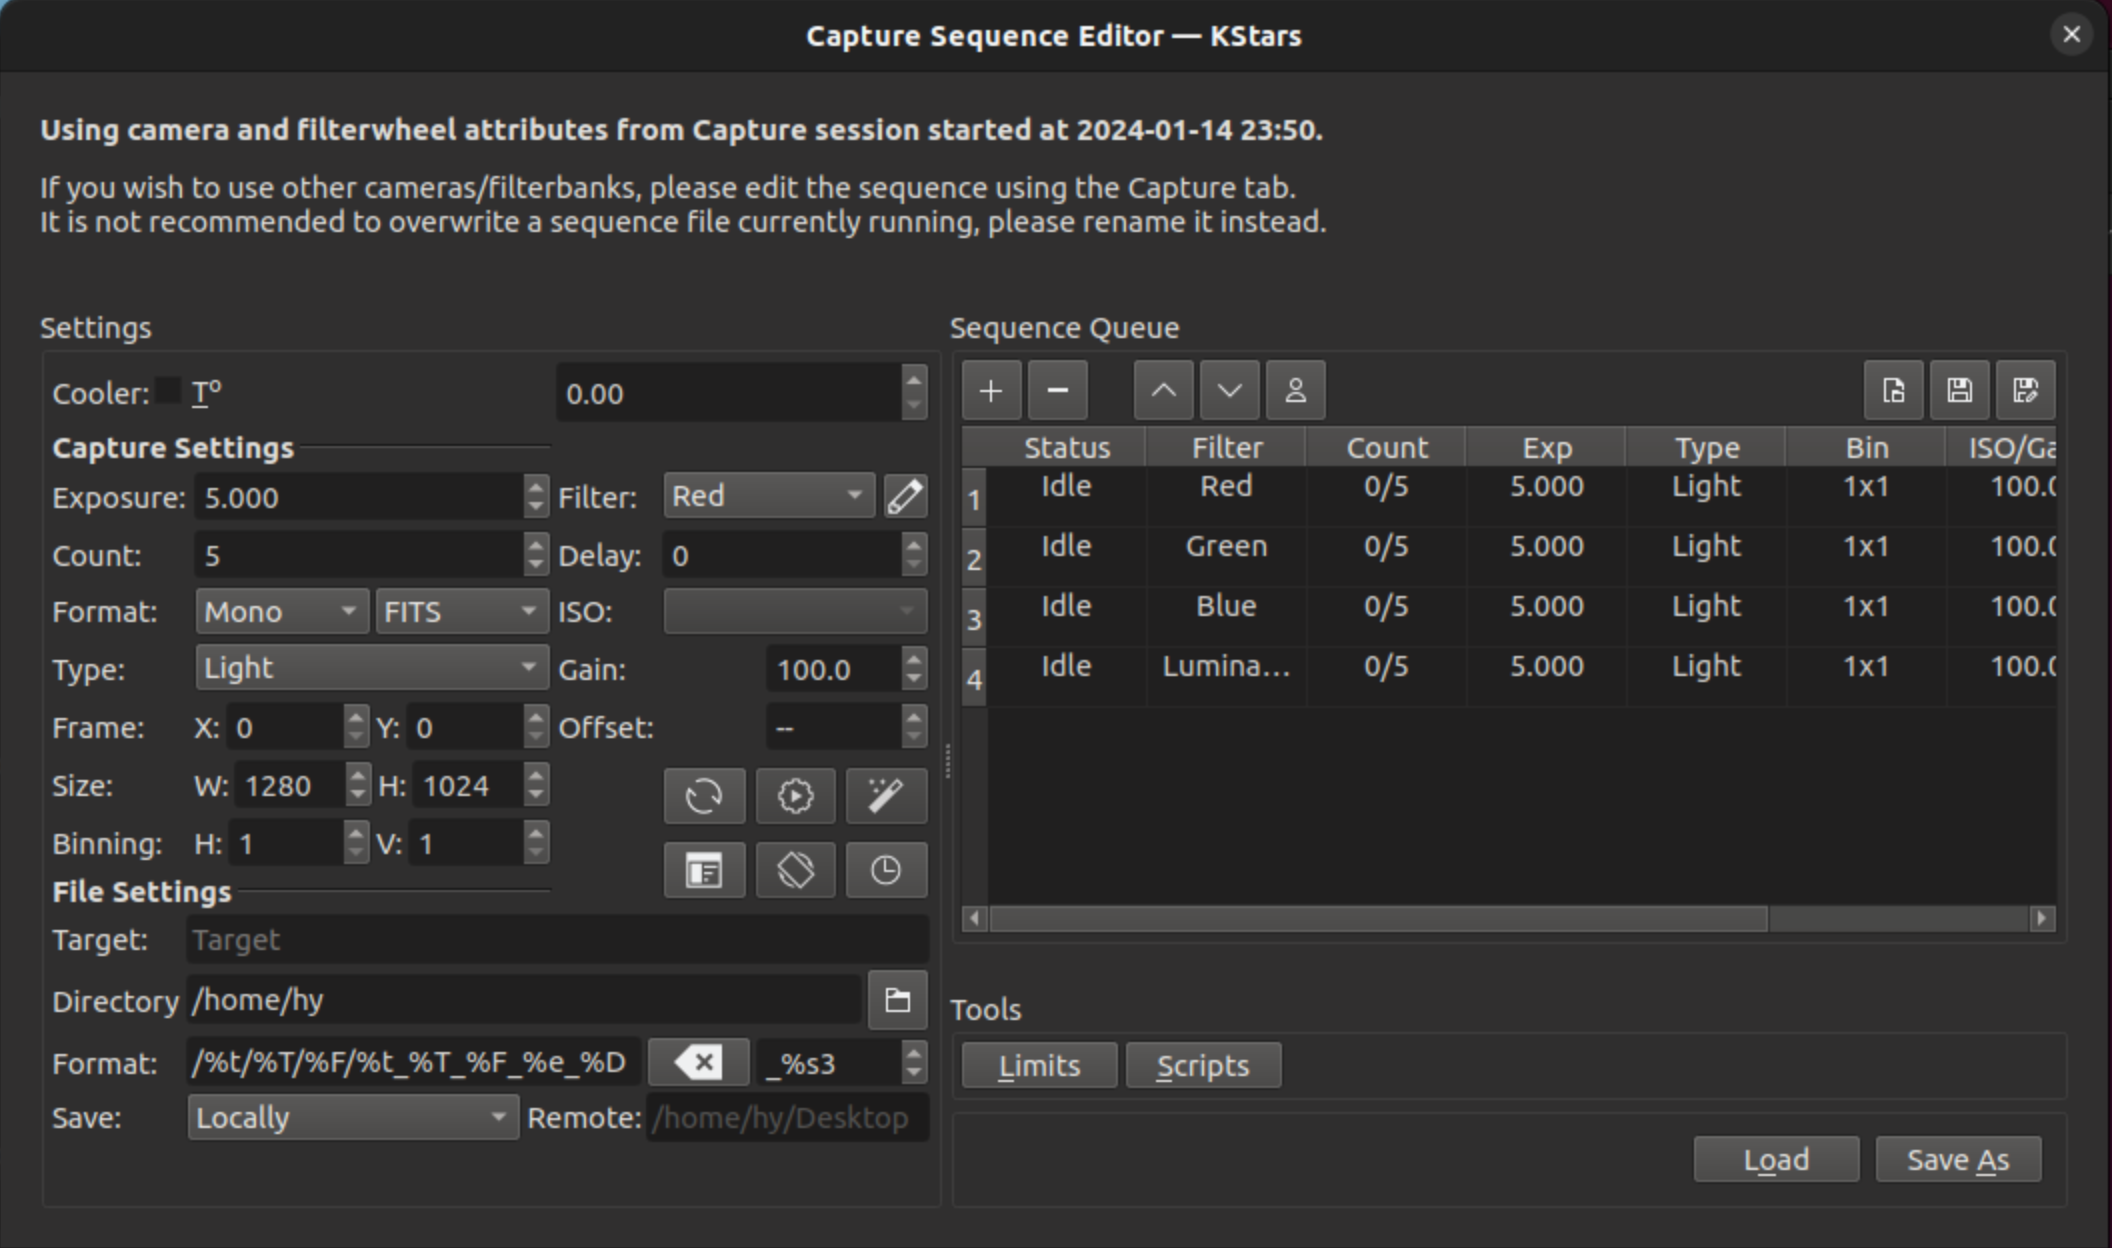 Capture Sequence Editor — KStars
Using camera and filterwheel attributes from Capture session started at 2024-01-14 23:50.
If you wish to use other cameras/filterbanks, please edit the sequence using the Capture tab.
It is not recommended to overwrite a sequence file currently running, please rename it instead.
Settings
Cooler: Tº 0.00
Capture Settings
Exposure: 5.000 Filter: Red
Count: 5 Delay: 0
Format: Mono FITS ISO:
Type: Light Gain: 100.0
Frame: X: 0 Y: 0 Offset: --
Size: W: 1280 H: 1024
Binning: H: 1 V: 1
File Settings
Target: Target
Directory /home/hy
Format: /%t/%T/%F/%t_%T_%F_%e_%D _%s3
Save: Locally Remote: /home/hy/Desktop
Sequence Queue
Status Filter Count Exp Type Bin ISO/Ga
1 Idle Red 0/5 5.000 Light 1x1 100.0
2 Idle Green 0/5 5.000 Light 1x1 100.0
3 Idle Blue 0/5 5.000 Light 1x1 100.0
4 Idle Lumina... 0/5 5.000 Light 1x1 100.0
Tools
Limits Scripts
Load Save As